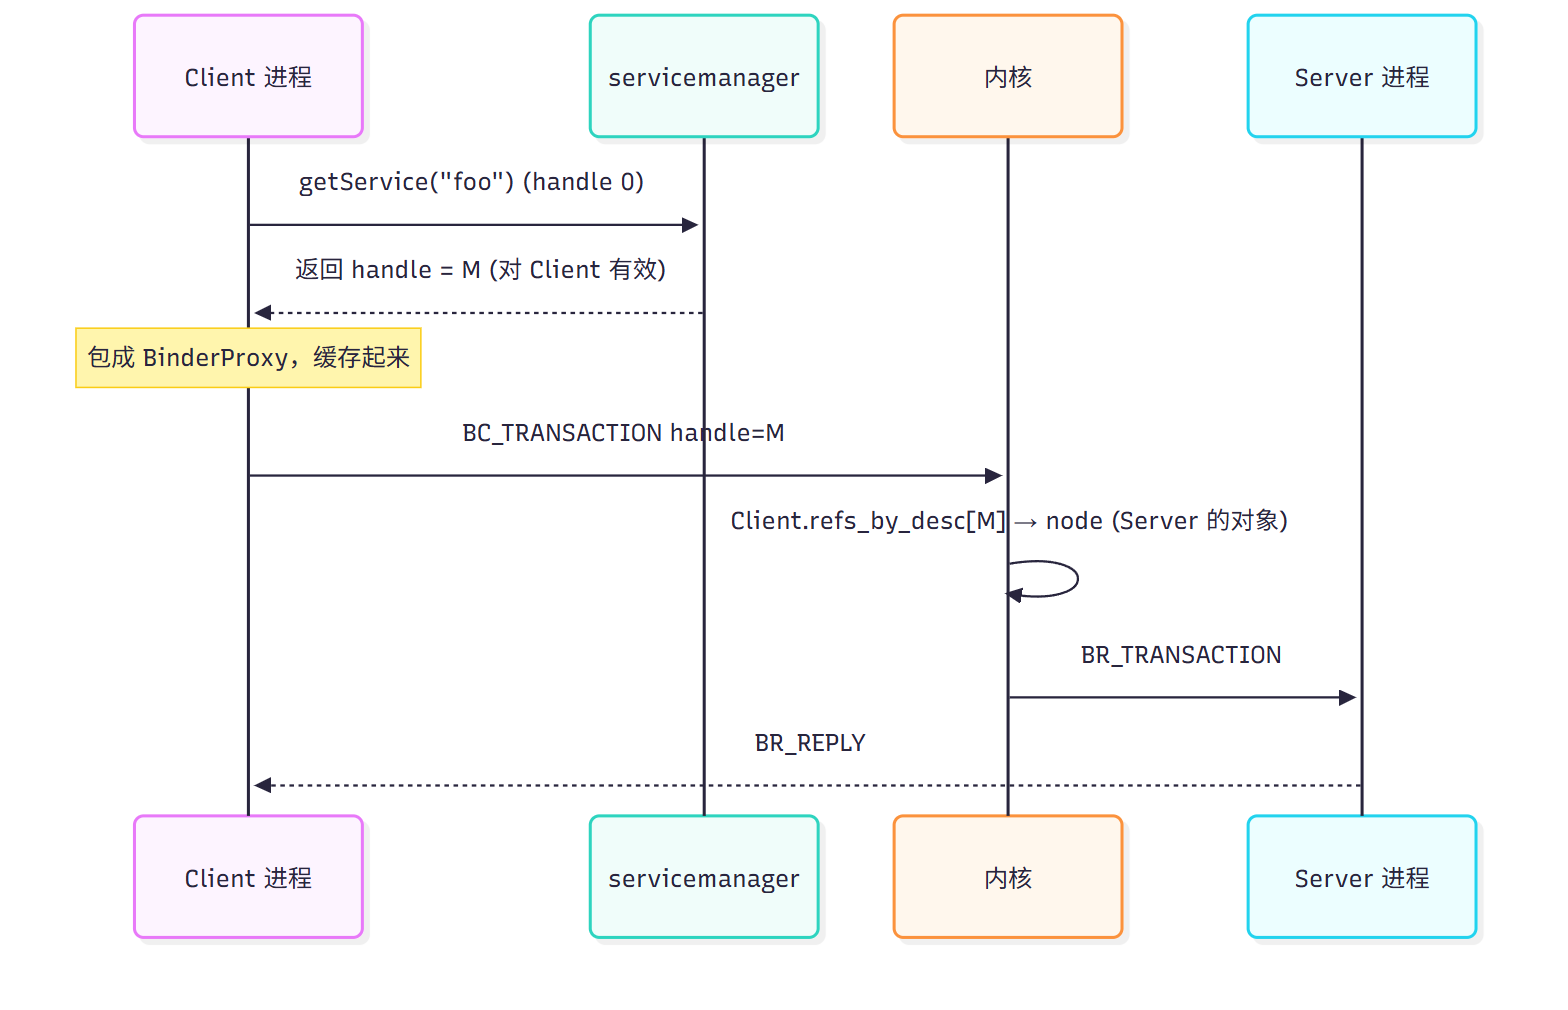 Client 进程
servicemanager
内核
Server 进程
getService("foo") (handle 0)
返回 handle = M (对 Client 有效)
包成 BinderProxy，缓存起来
BC_TRANSACTION handle=M
Client.refs_by_desc[M] → node (Server 的对象)
BR_TRANSACTION
BR_REPLY
Client 进程
servicemanager
内核
Server 进程